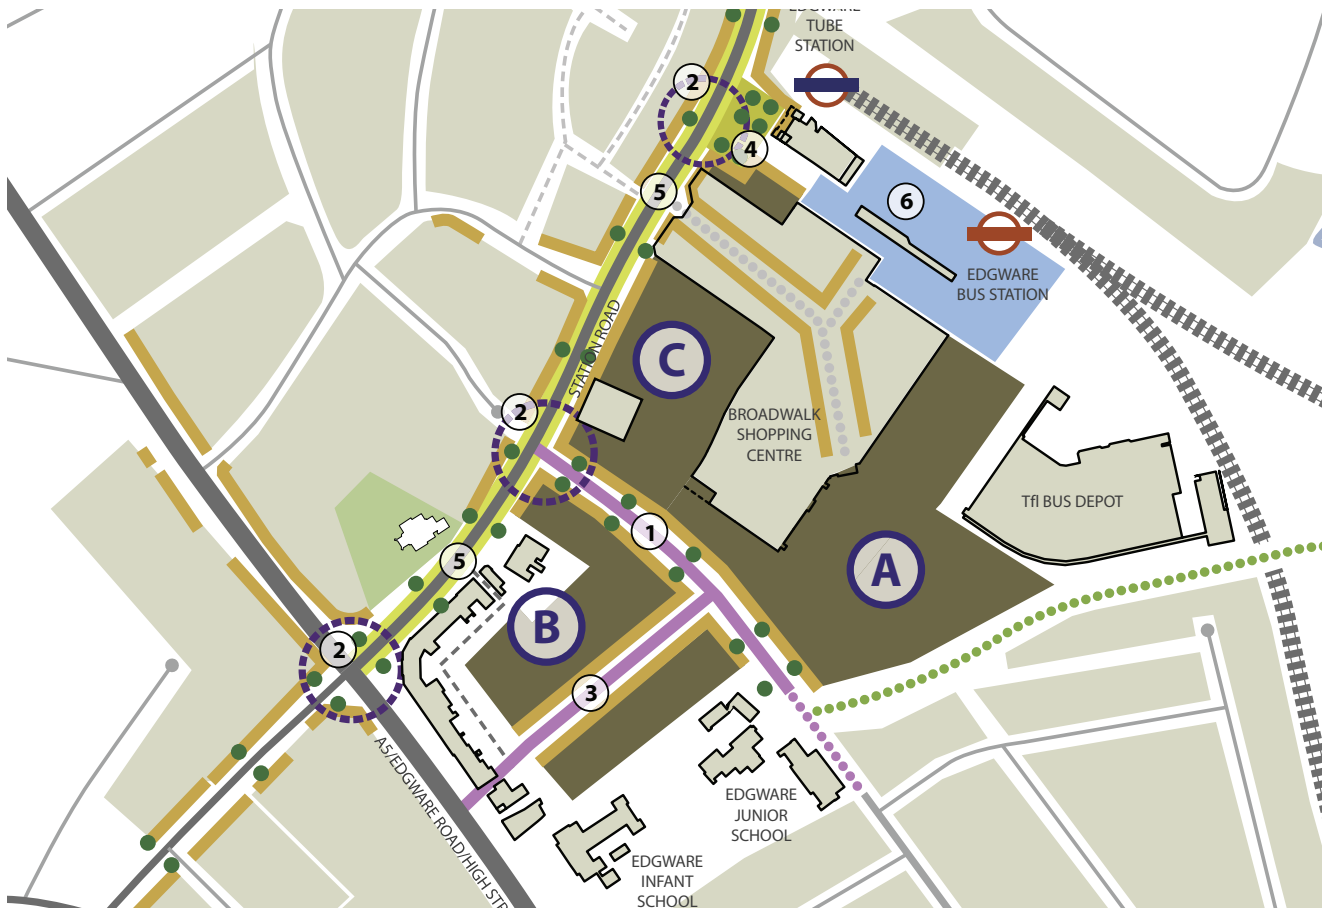 EDGWARE
TUBE
STATION
2
4
5
6
EDGWARE
BUS STATION
STATION ROAD
C
2
BROADWALK
SHOPPING
CENTRE
Tfl BUS DEPOT
1
5
A
B
2
3
A5/EDGWARE ROAD/HIGH STR
EDGWARE
JUNIOR
SCHOOL
EDGWARE
INFANT
SCHOOL